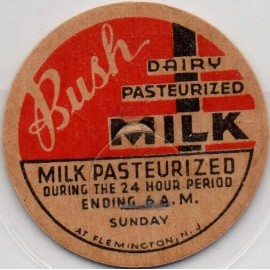 Bush
DAIRY
PASTEURIZED
MILK
MILK PASTEURIZED
DURING THE 24 HOUR PERIOD
ENDING 6 A.M.
SUNDAY
AT FLEMINGTON, N.J.